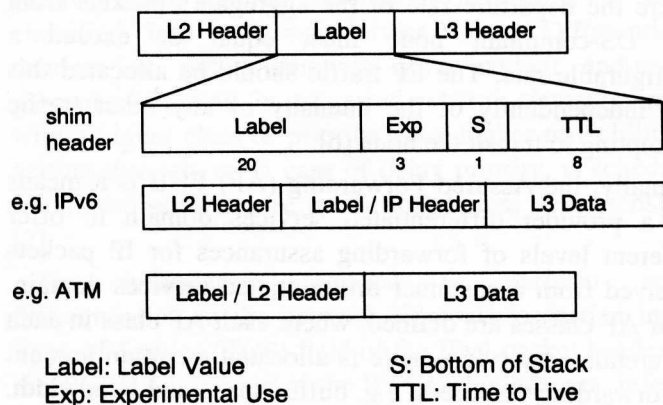 L2 Header Label L3 Header
shim header Label Exp S TTL
20 3 1 8
e.g. IPv6 L2 Header Label / IP Header L3 Data
e.g. ATM Label / L2 Header L3 Data
Label: Label Value S: Bottom of Stack
Exp: Experimental Use TTL: Time to Live